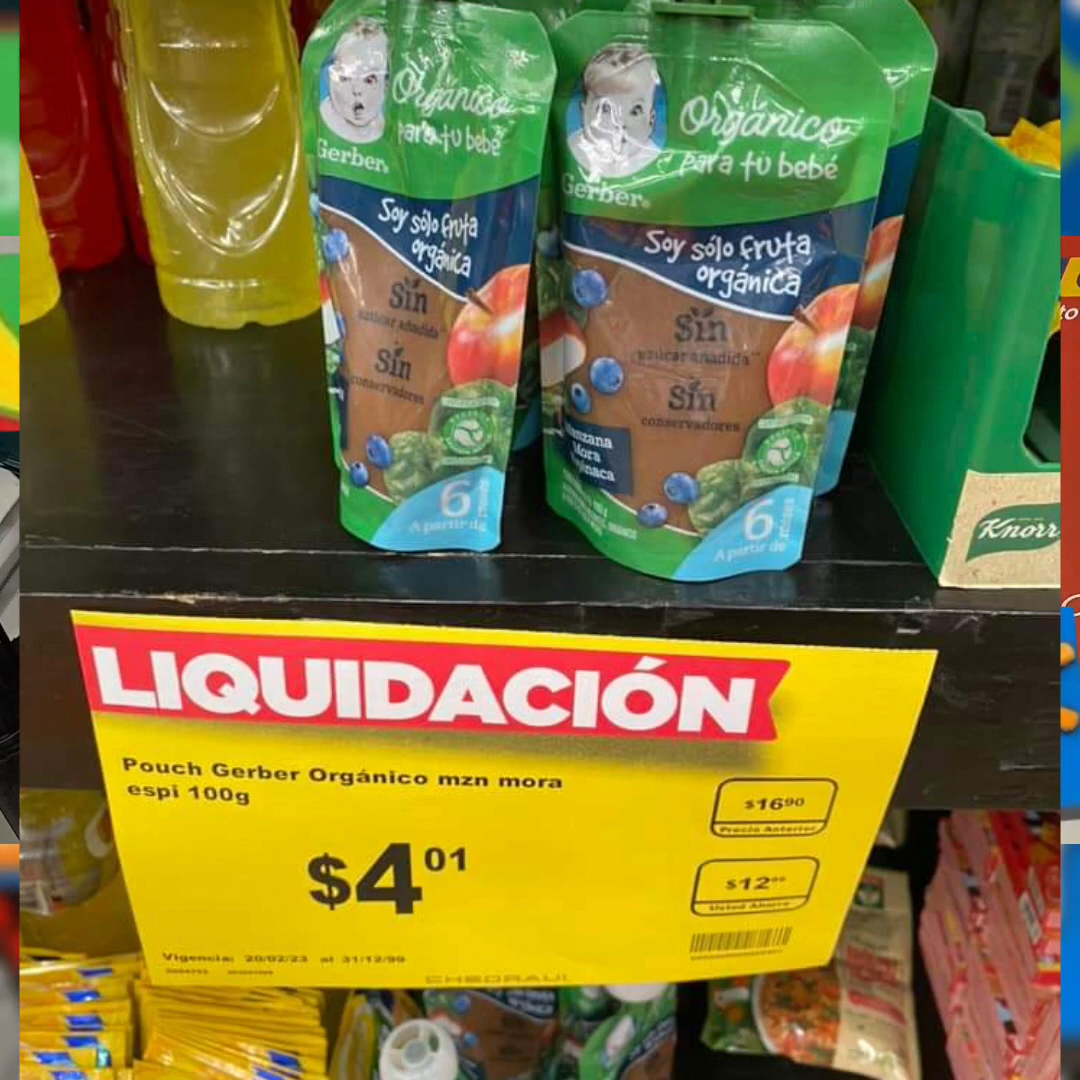 Orgánico
para tu bebé
Gerber
Soy sólo fruta
orgánica
Sin
azúcar añadida
Sin
conservadores
6
A partir de
Orgánico
para tu bebé
Gerber
Soy sólo fruta
orgánica
Sin
azúcar añadida
Sin
conservadores
Manzana
Mora
6
A partir de
meses
Knorr
LIQUIDACIÓN
Pouch Gerber Orgánico mzn mora
espi 100g
$4 01
$16 90
Precio Anterior
$12
Usted Ahorra
Vigencia: 20/02/23 al 31/12/99
CHEDRAUI